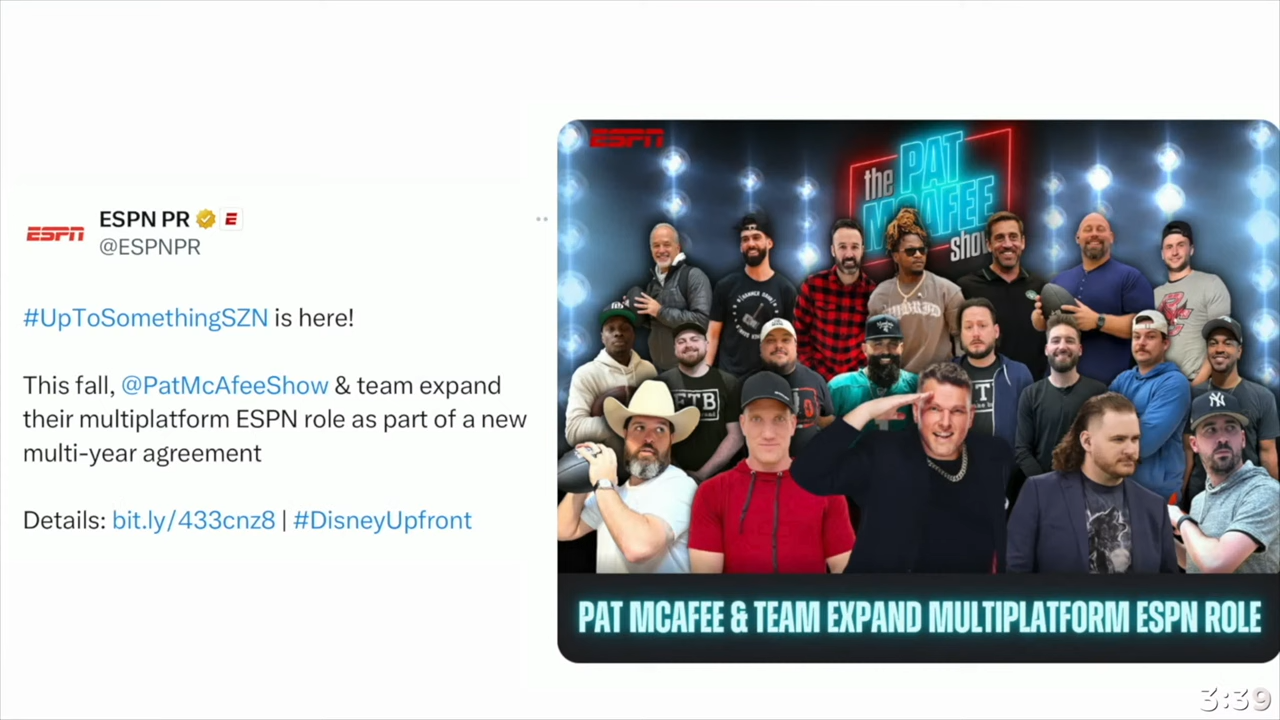 ESPN
ESPN PR E
@ESPNPR
#UpToSomethingSZN is here!
This fall, @PatMcAfeeShow & team expand
their multiplatform ESPN role as part of a new
multi-year agreement
Details: bit.ly/433cnz8 | #DisneyUpfront
ESPN
the PAT
MCAFEE
show
FTB
NY
PAT MCAFEE & TEAM EXPAND MULTIPLATFORM ESPN ROLE
3:39